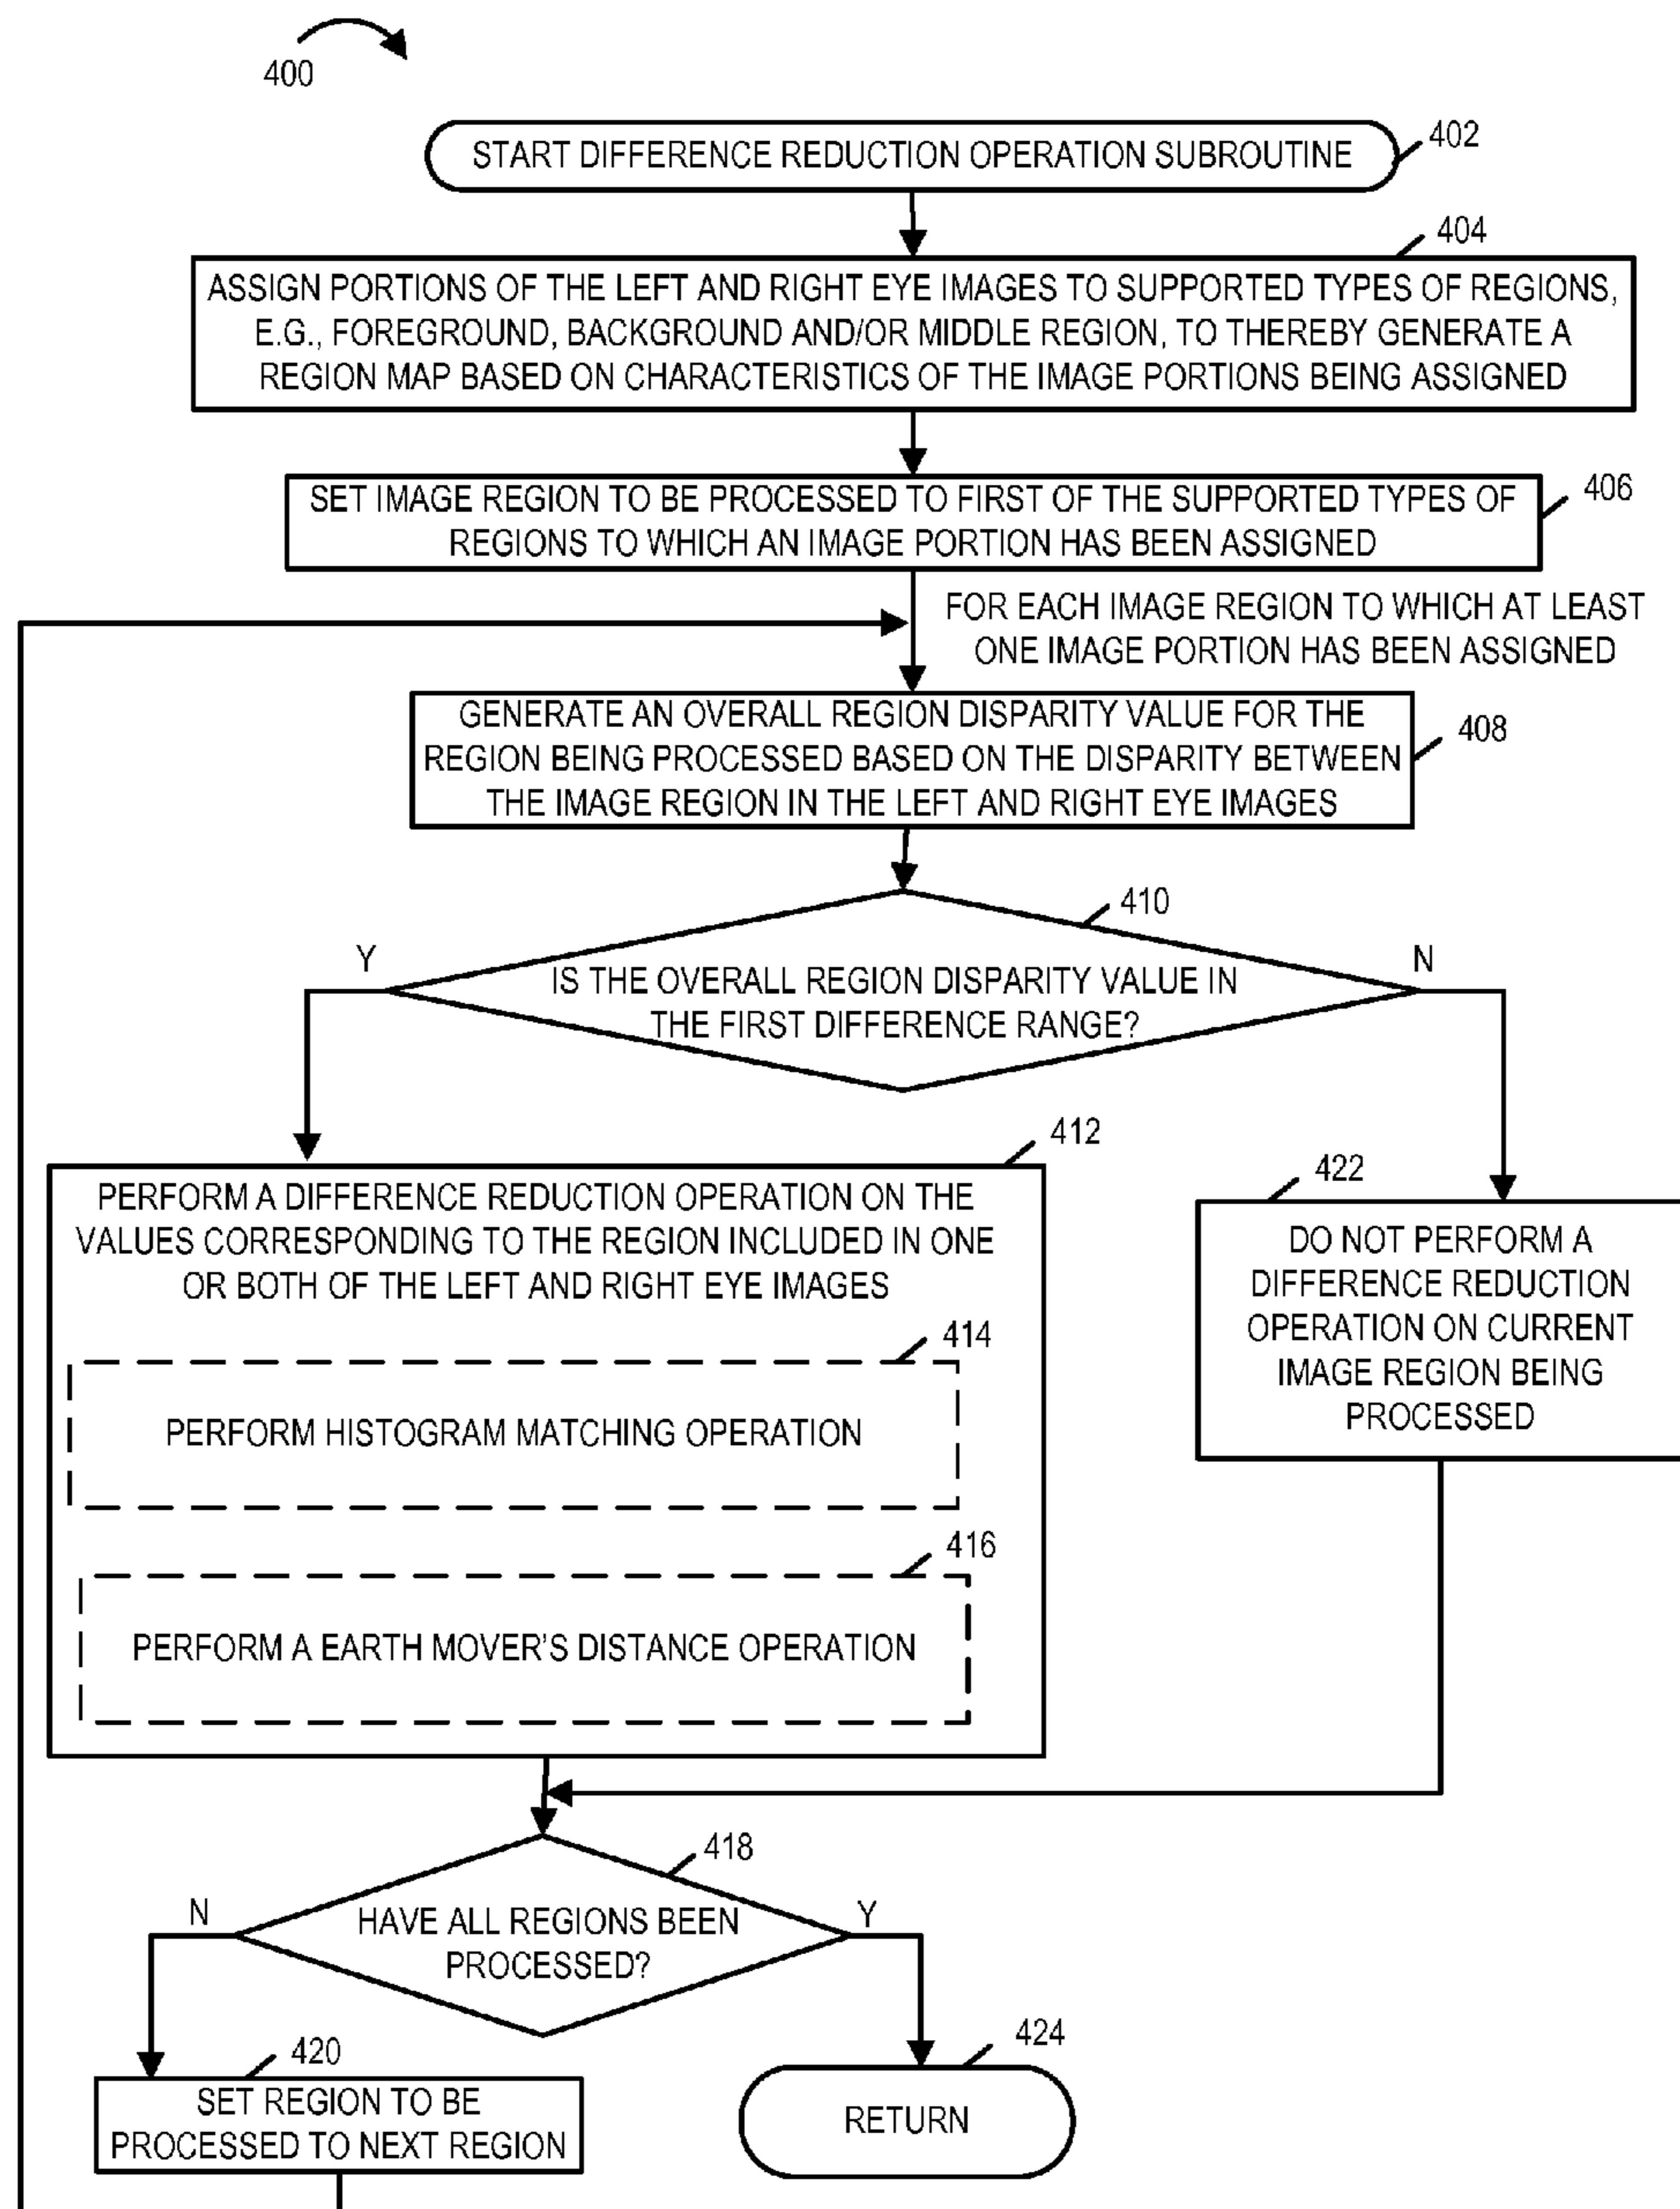 400
START DIFFERENCE REDUCTION OPERATION SUBROUTINE
402
404
ASSIGN PORTIONS OF THE LEFT AND RIGHT EYE IMAGES TO SUPPORTED TYPES OF REGIONS,
E.G., FOREGROUND, BACKGROUND AND/OR MIDDLE REGION, TO THEREBY GENERATE A
REGION MAP BASED ON CHARACTERISTICS OF THE IMAGE PORTIONS BEING ASSIGNED
406
SET IMAGE REGION TO BE PROCESSED TO FIRST OF THE SUPPORTED TYPES OF
REGIONS TO WHICH AN IMAGE PORTION HAS BEEN ASSIGNED
FOR EACH IMAGE REGION TO WHICH AT LEAST
ONE IMAGE PORTION HAS BEEN ASSIGNED
GENERATE AN OVERALL REGION DISPARITY VALUE FOR THE
REGION BEING PROCESSED BASED ON THE DISPARITY BETWEEN
THE IMAGE REGION IN THE LEFT AND RIGHT EYE IMAGES
408
410
Y
N
IS THE OVERALL REGION DISPARITY VALUE IN
THE FIRST DIFFERENCE RANGE?
412
PERFORM A DIFFERENCE REDUCTION OPERATION ON THE
VALUES CORRESPONDING TO THE REGION INCLUDED IN ONE
OR BOTH OF THE LEFT AND RIGHT EYE IMAGES
414
PERFORM HISTOGRAM MATCHING OPERATION
416
PERFORM A EARTH MOVER'S DISTANCE OPERATION
422
DO NOT PERFORM A
DIFFERENCE REDUCTION
OPERATION ON CURRENT
IMAGE REGION BEING
PROCESSED
418
N
Y
HAVE ALL REGIONS BEEN
PROCESSED?
420
SET REGION TO BE
PROCESSED TO NEXT REGION
424
RETURN